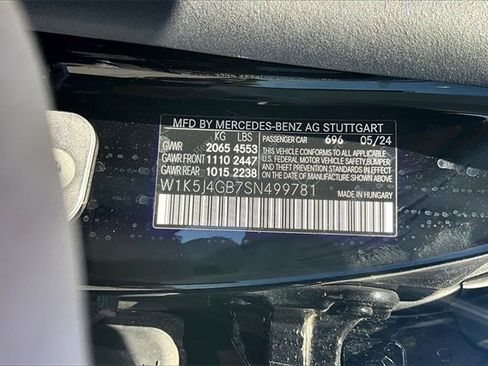 MFD BY MERCEDES-BENZ AG STUTTGART
KG LBS PASSENGER CAR 696 05/24
GVWR 2065 4553 THIS VEHICLE CONFORMS TO ALL APPLICABLE
GAWR FRONT 1110 2447 U.S. FEDERAL MOTOR VEHICLE SAFETY, BUMPER
GAWR REAR 1015 2238 AND THEFT PREVENTION STANDARDS IN EFFECT ON THE DATE OF MANUFACTURE SHOWN ABOVE.
W1K5J4GB7SN499781
MADE IN HUNGARY